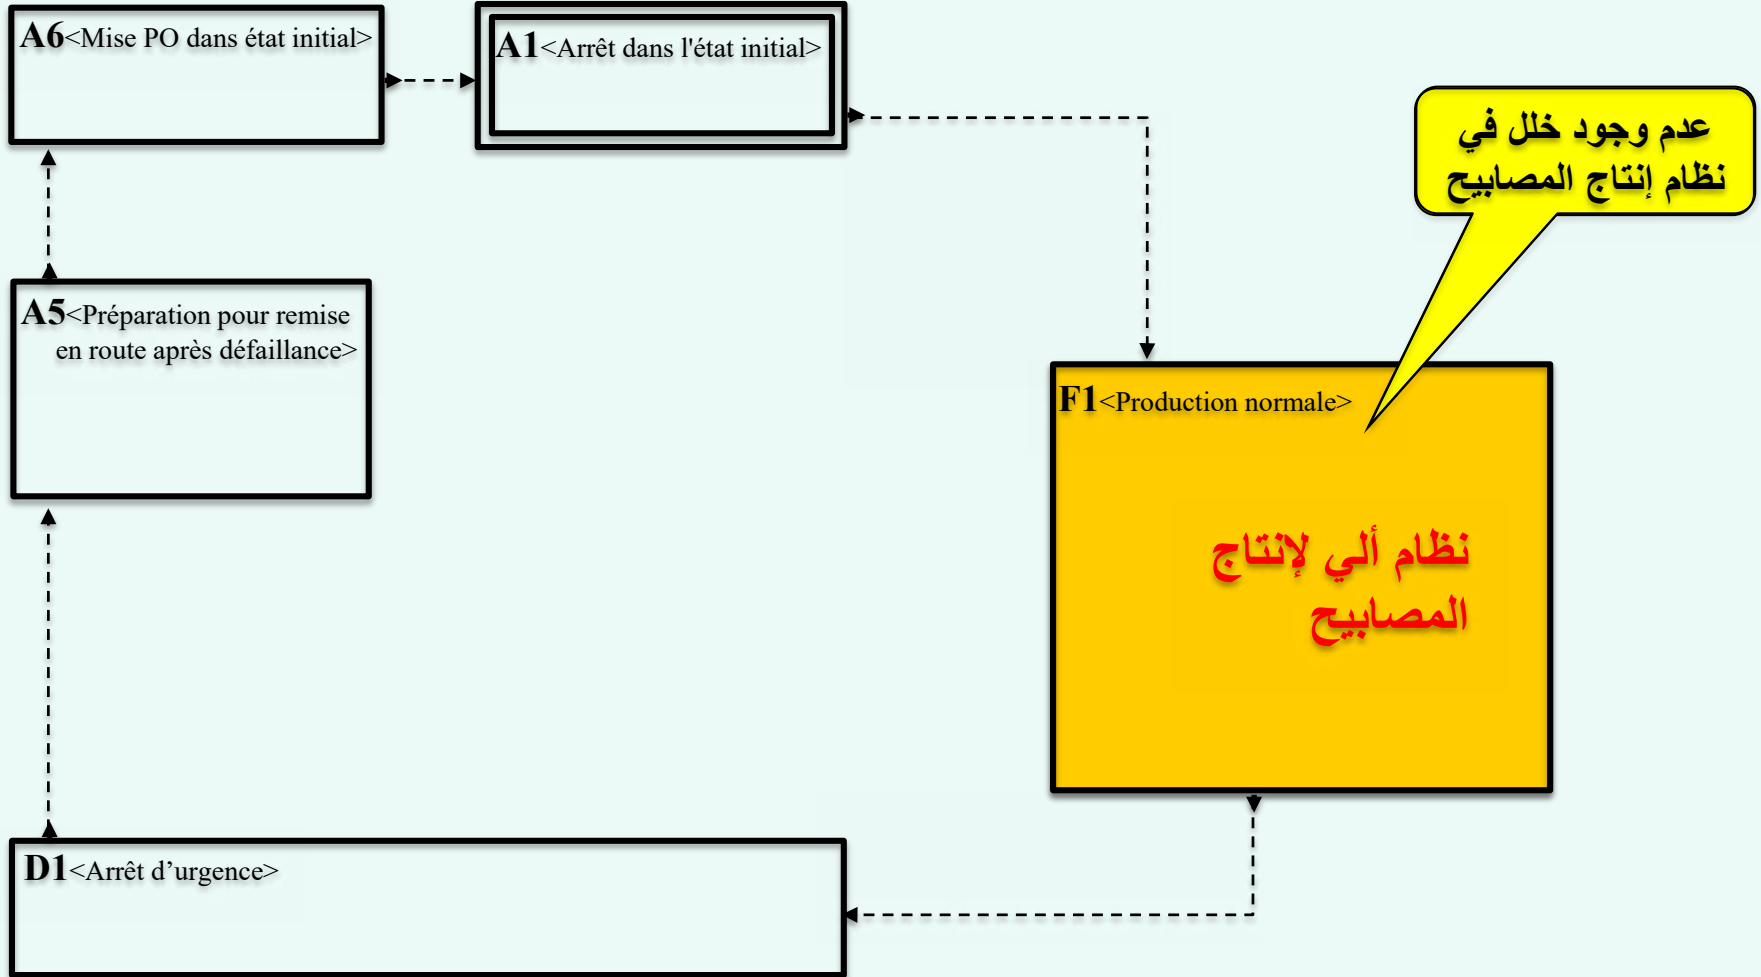 A6<Mise PO dans état initial>
A1<Arrêt dans l'état initial>
عدم وجود خلل في
نظام إنتاج المصابيح
A5<Préparation pour remise
en route après défaillance>
F1<Production normale>
نظام ألي لإنتاج
المصابيح
D1<Arrêt d’urgence>